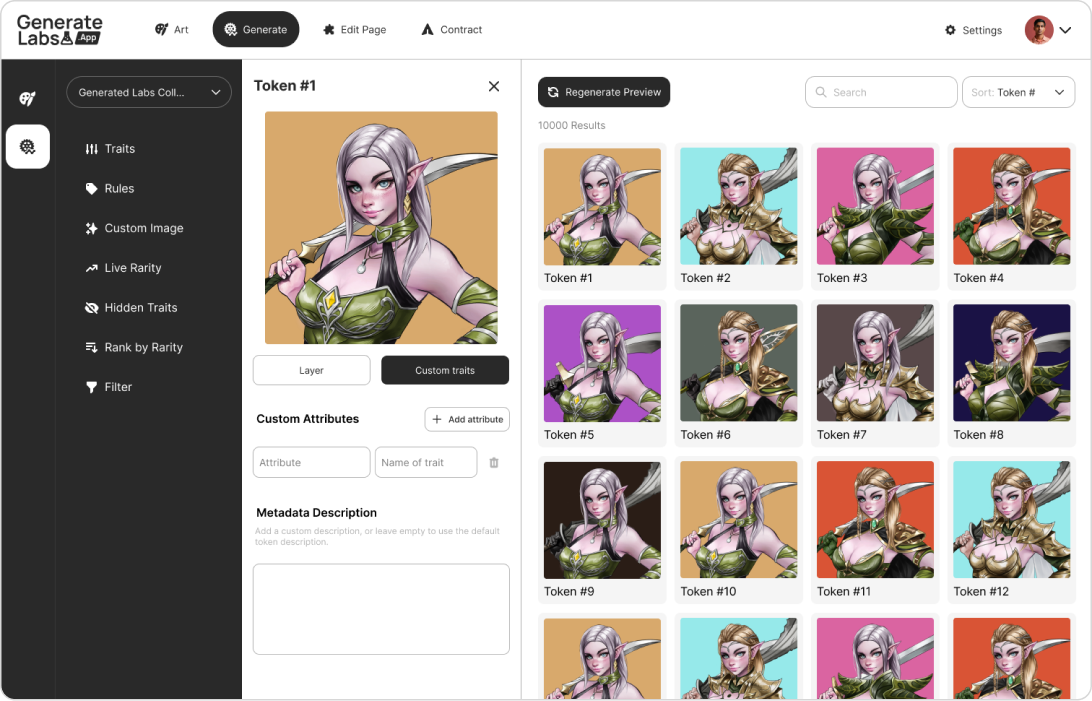 Generate
Labs .App
Art
Generate
Edit Page
Contract
Settings
Generated Labs Coll...
Traits
Rules
Custom Image
Live Rarity
Hidden Traits
Rank by Rarity
Filter
Token #1
Layer
Custom traits
Custom Attributes
Add attribute
Attribute
Name of trait
Metadata Description
Add a custom description, or leave empty to use the default
token description.
Regenerate Preview
Search
Sort: Token #
10000 Results
Token #1
Token #2
Token #3
Token #4
Token #5
Token #6
Token #7
Token #8
Token #9
Token #10
Token #11
Token #12